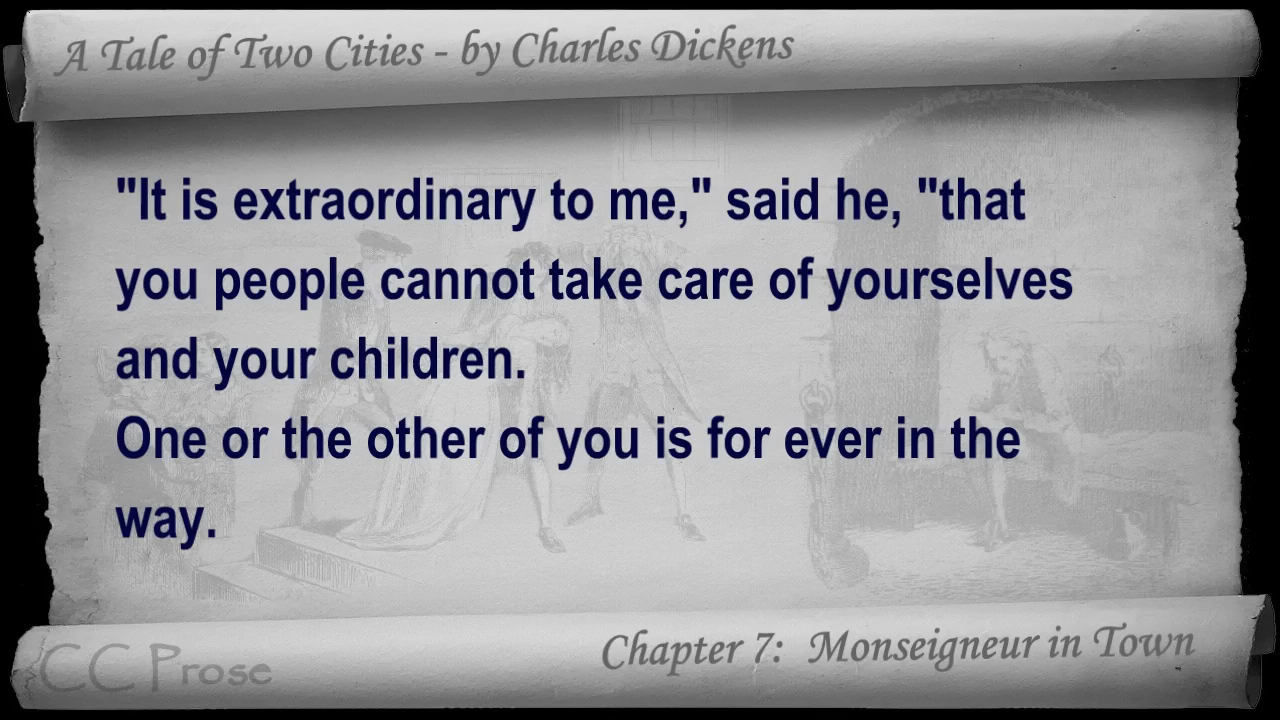 A Tale of Two Cities - by Charles Dickens
"It is extraordinary to me," said he, "that
you people cannot take care of yourselves
and your children.
One or the other of you is for ever in the
way.
Chapter 7: Monseigneur in Town
CC Prose